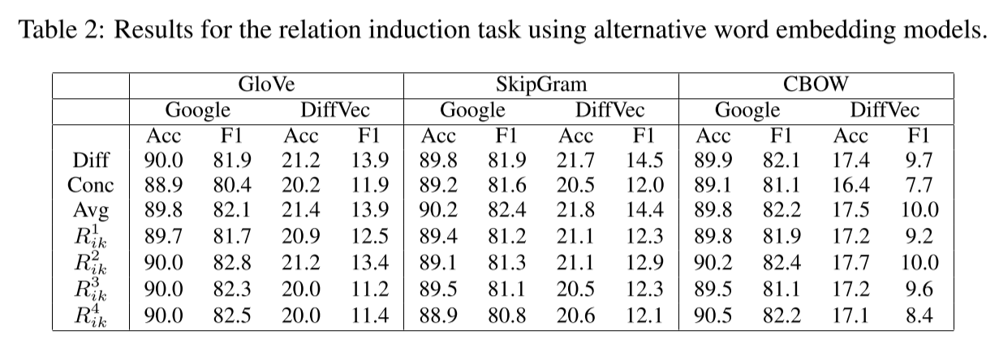 Table 2: Results for the relation induction task using alternative word embedding models.
GloVe SkipGram CBOW
Google DiffVec Google DiffVec Google DiffVec
Acc F1 Acc F1 Acc F1 Acc F1 Acc F1 Acc F1
Diff 90.0 81.9 21.2 13.9 89.8 81.9 21.7 14.5 89.9 82.1 17.4 9.7
Conc 88.9 80.4 20.2 11.9 89.2 81.6 20.5 12.0 89.1 81.1 16.4 7.7
Avg 89.8 82.1 21.4 13.9 90.2 82.4 21.8 14.4 89.8 82.2 17.5 10.0
R^1_{ik} 89.7 81.7 20.9 12.5 89.4 81.2 21.1 12.3 89.8 81.9 17.2 9.2
R^2_{ik} 90.0 82.8 21.2 13.4 89.1 81.3 21.1 12.9 90.2 82.4 17.7 10.0
R^3_{ik} 90.0 82.3 20.0 11.2 89.5 81.1 20.5 12.3 89.5 81.1 17.2 9.6
R^4_{ik} 90.0 82.5 20.0 11.4 88.9 80.8 20.6 12.1 90.5 82.2 17.1 8.4